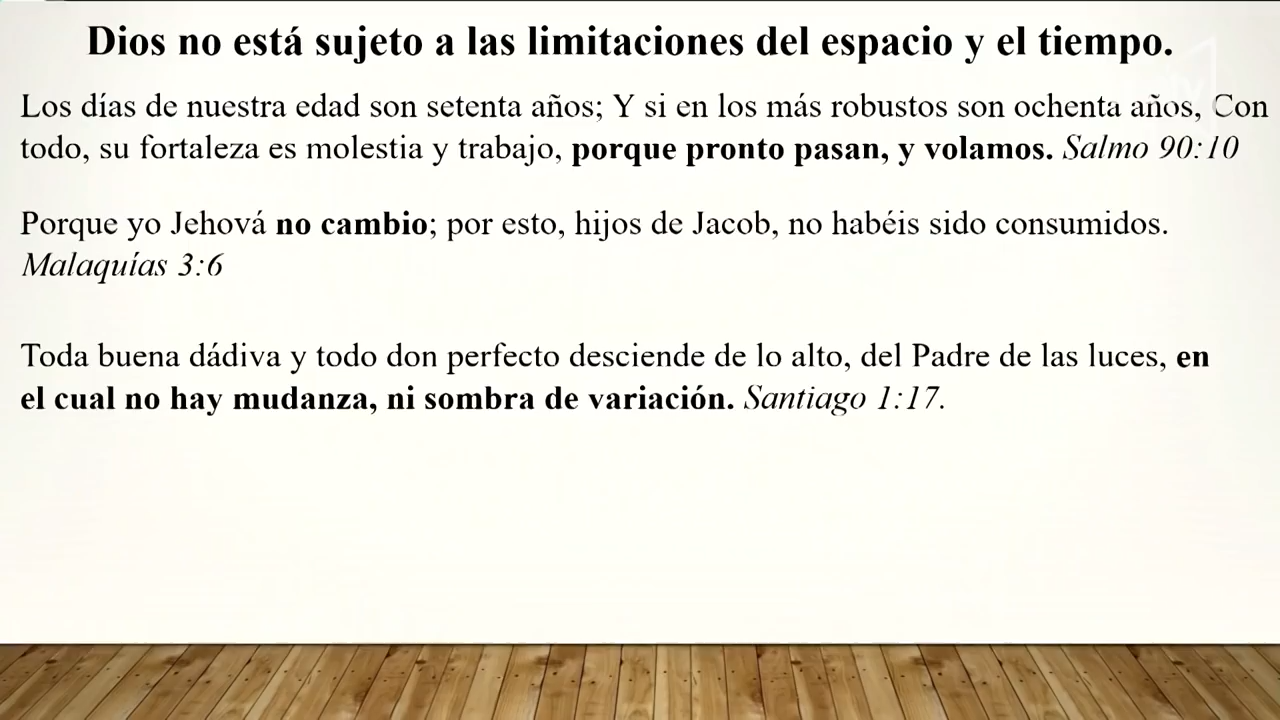 Dios no está sujeto a las limitaciones del espacio y el tiempo.
Los días de nuestra edad son setenta años; Y si en los más robustos son ochenta años, Con
todo, su fortaleza es molestia y trabajo, porque pronto pasan, y volamos. Salmo 90:10
Porque yo Jehová no cambio; por esto, hijos de Jacob, no habéis sido consumidos.
Malaquías 3:6
Toda buena dádiva y todo don perfecto desciende de lo alto, del Padre de las luces, en
el cual no hay mudanza, ni sombra de variación. Santiago 1:17.